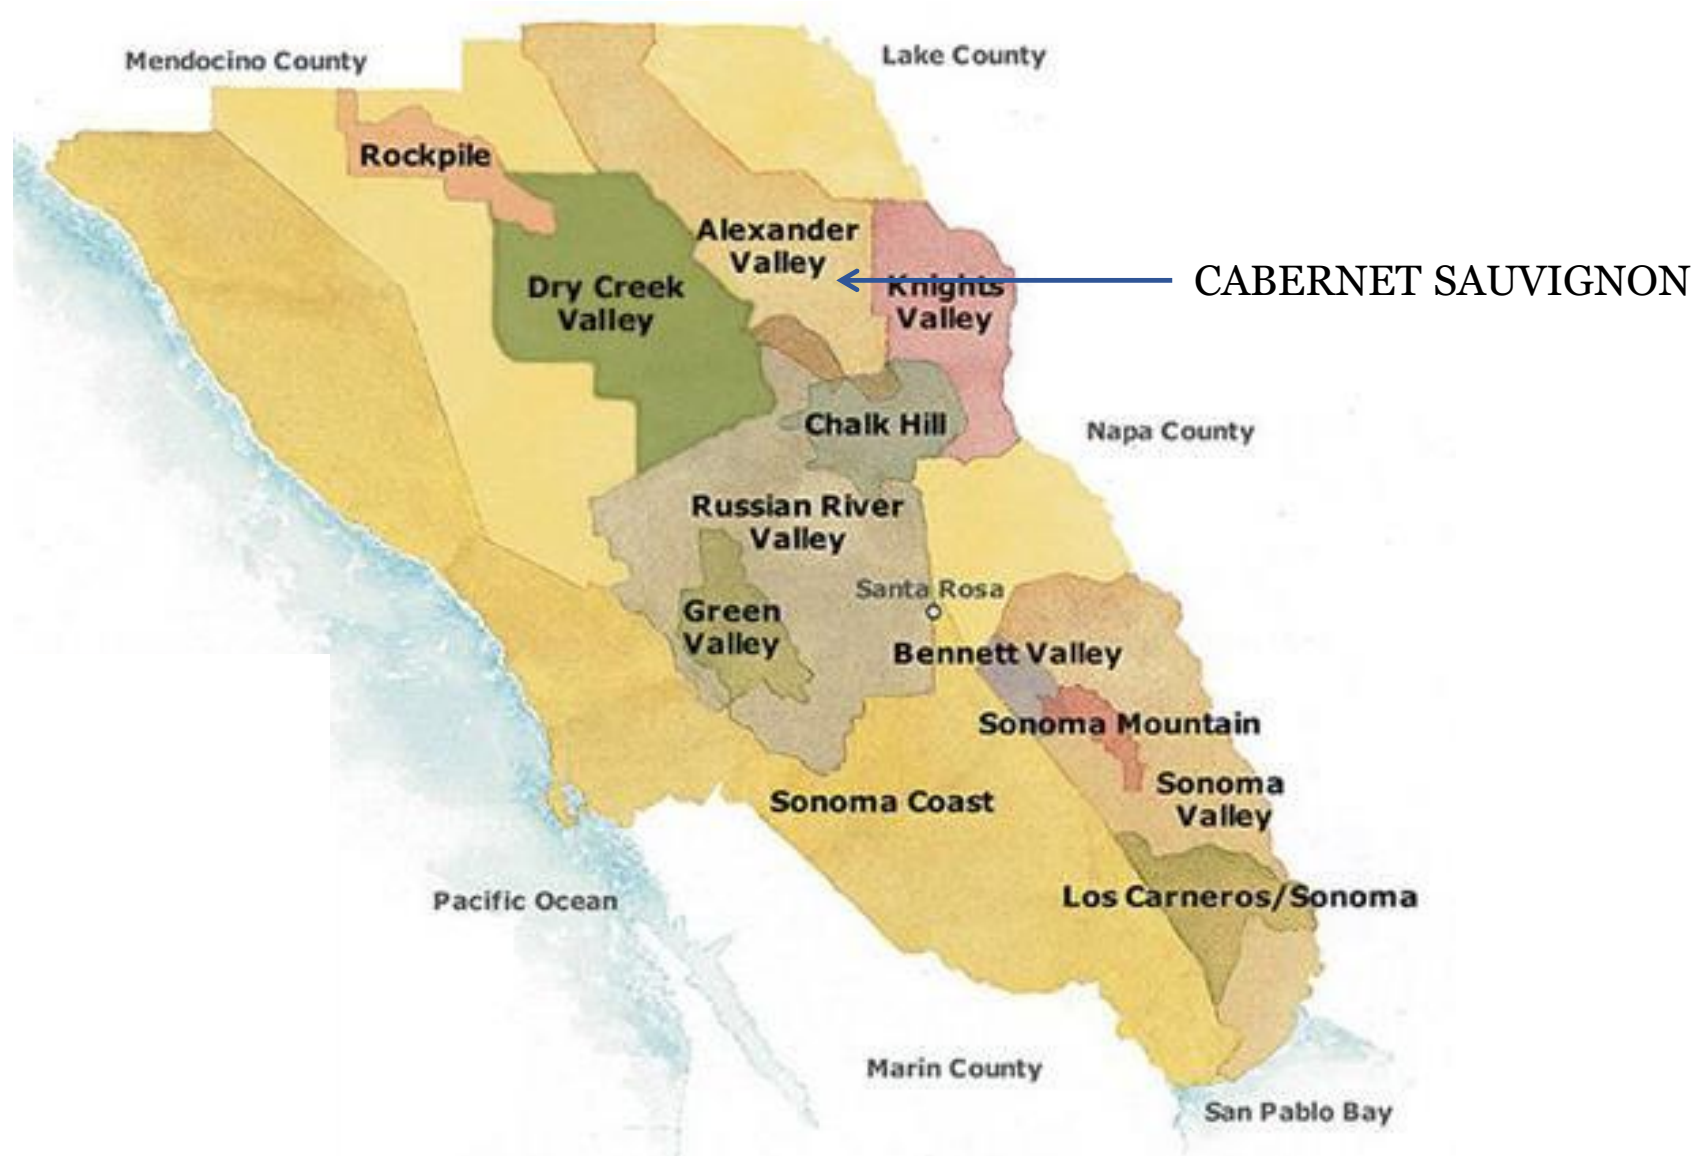 Mendocino County
Lake County
Rockpile
Alexander
Valley
Dry Creek
Valley
Knights
Valley
CABERNET SAUVIGNON
Chalk Hill
Napa County
Russian River
Valley
Santa Rosa
Green
Valley
Bennett Valley
Sonoma Mountain
Sonoma
Valley
Sonoma Coast
Los Carneros/Sonoma
Pacific Ocean
Marin County
San Pablo Bay